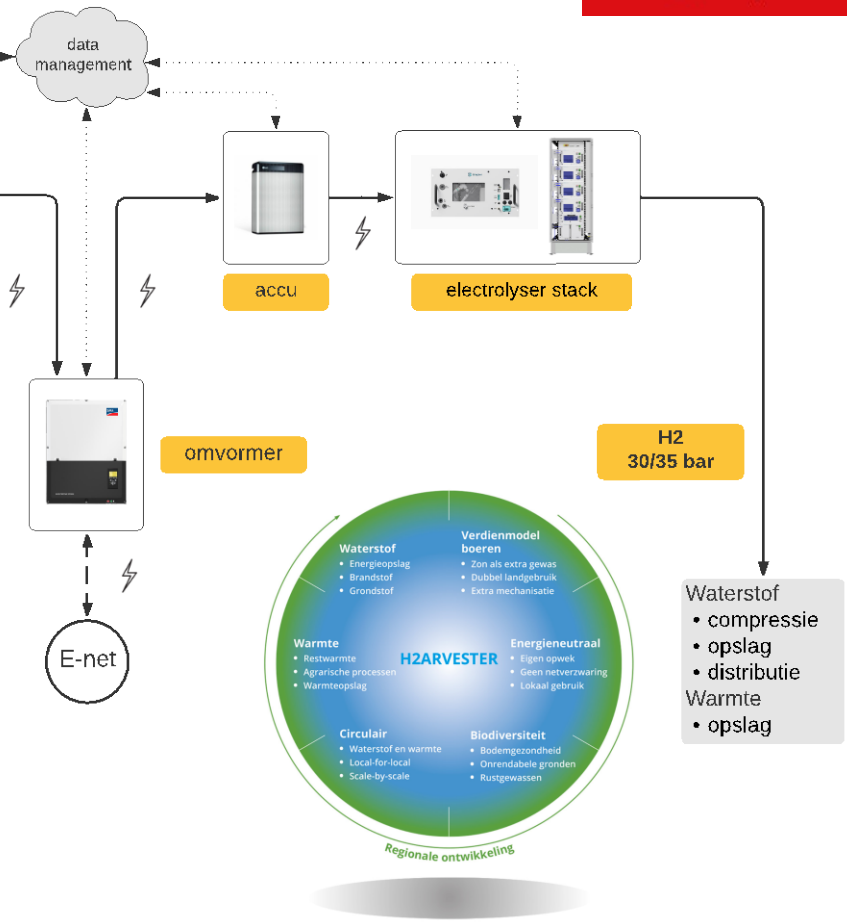 data
management
accu
electrolyser stack
omvormer
H2
30/35 bar
E-net
Waterstof
• Energieopslag
• Brandstof
• Grondstof
Verdienmodel
boeren
• Zon als extra gewas
• Dubbel landgebruik
• Extra mechanisatie
Warmte
• Restwarmte
• Agrarische processen
• Warmteopslag
H2ARVESTER
Energieneutraal
• Eigen opwek
• Geen netverzwaring
• Lokaal gebruik
Circulair
• Waterstof en warmte
• Local-for-local
• Scale-by-scale
Biodiversiteit
• Bodemgezondheid
• Onrendabele gronden
• Rustgewassen
Regionale ontwikkeling
Waterstof
• compressie
• opslag
• distributie
Warmte
• opslag